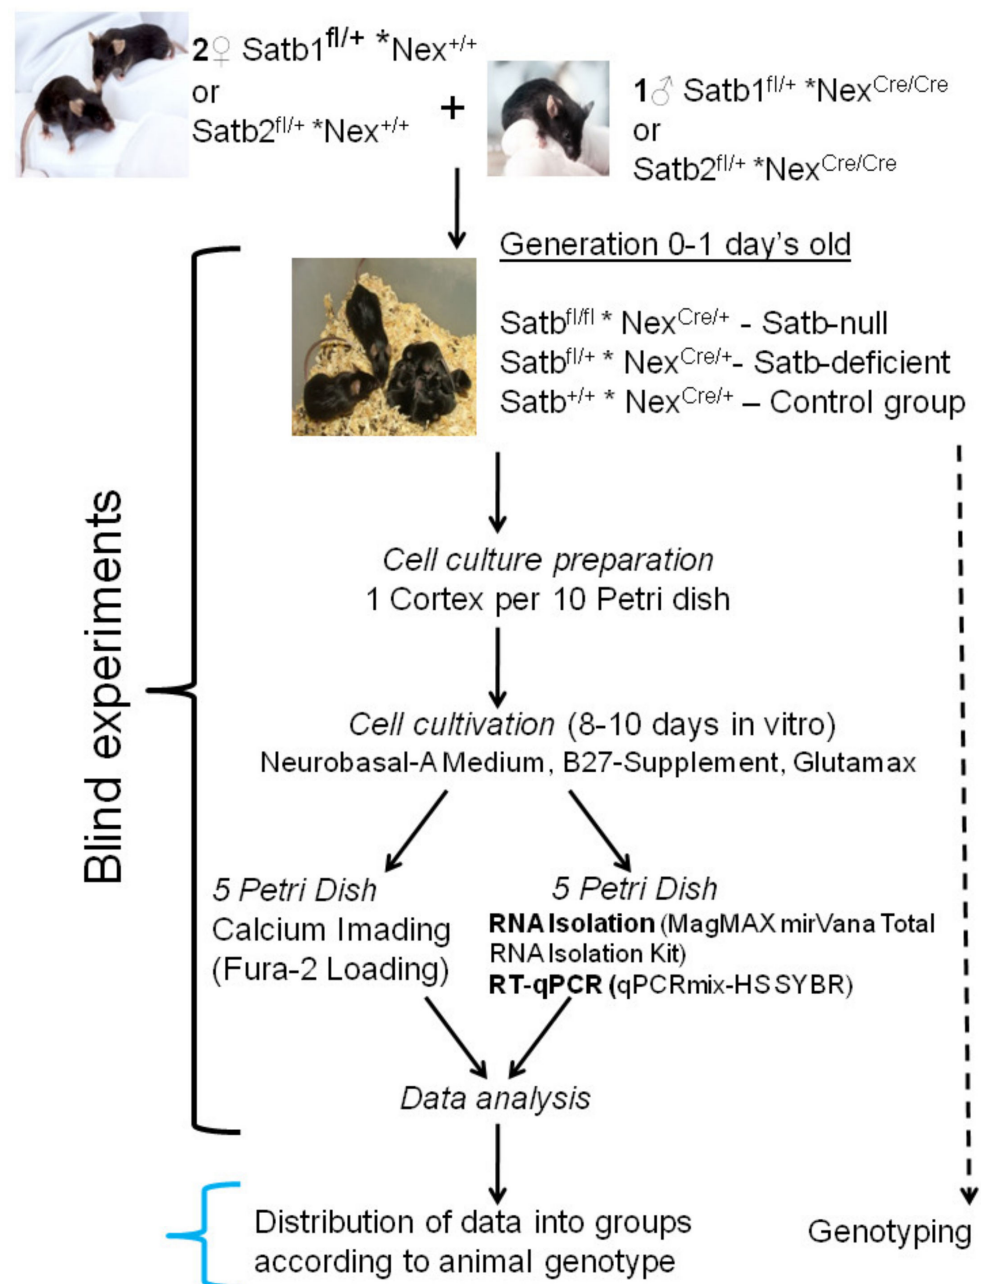 2♀ Satb1fl/+ *Nex+/+
or
Satb2fl/+ *Nex+/+
+
1♂ Satb1fl/+ *NexCre/Cre
or
Satb2fl/+ *NexCre/Cre
Generation 0-1 day's old
Satbfl/fl * NexCre/+ - Satb-null
Satbfl/+ * NexCre/+- Satb-deficient
Satb+/+ * NexCre/+ – Control group
Blind experiments
Cell culture preparation
1 Cortex per 10 Petri dish
Cell cultivation (8-10 days in vitro)
Neurobasal-A Medium, B27-Supplement, Glutamax
5 Petri Dish
Calcium Imading
(Fura-2 Loading)
5 Petri Dish
RNA Isolation (MagMAX mirVana Total
RNA Isolation Kit)
RT-qPCR (qPCRmix-HS SYBR)
Data analysis
Distribution of data into groups
according to animal genotype
Genotyping